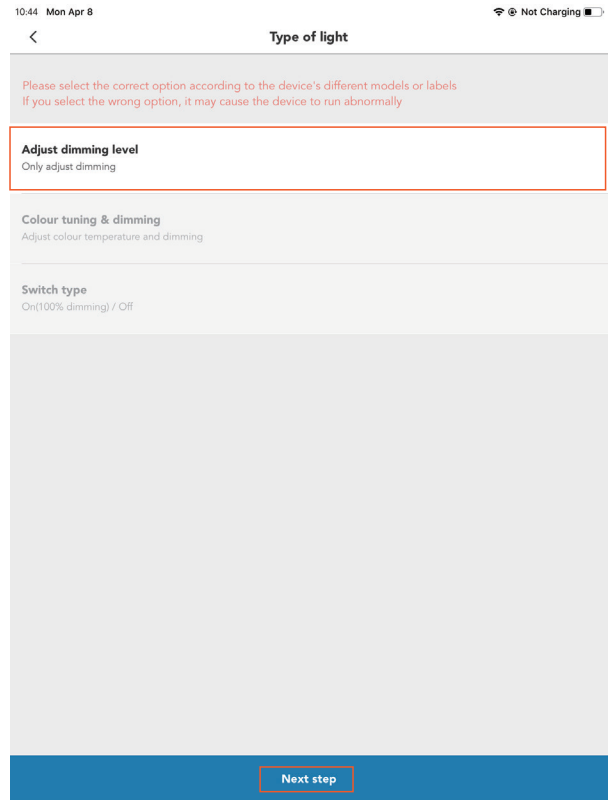 10:44 Mon Apr 8
Not Charging
Type of light
Please select the correct option according to the device's different models or labels
If you select the wrong option, it may cause the device to run abnormally
Adjust dimming level
Only adjust dimming
Colour tuning & dimming
Adjust colour temperature and dimming
Switch type
On(100% dimming) / Off
Next step